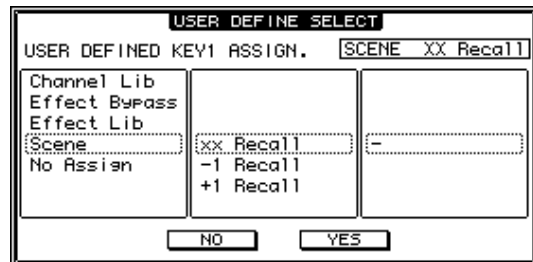 USER DEFINE SELECT
USER DEFINED KEY1 ASSIGN. SCENE XX Recall
Channel Lib
Effect Bypass
Effect Lib
Scene xx Recall -
No Assign -1 Recall
+1 Recall
NO YES